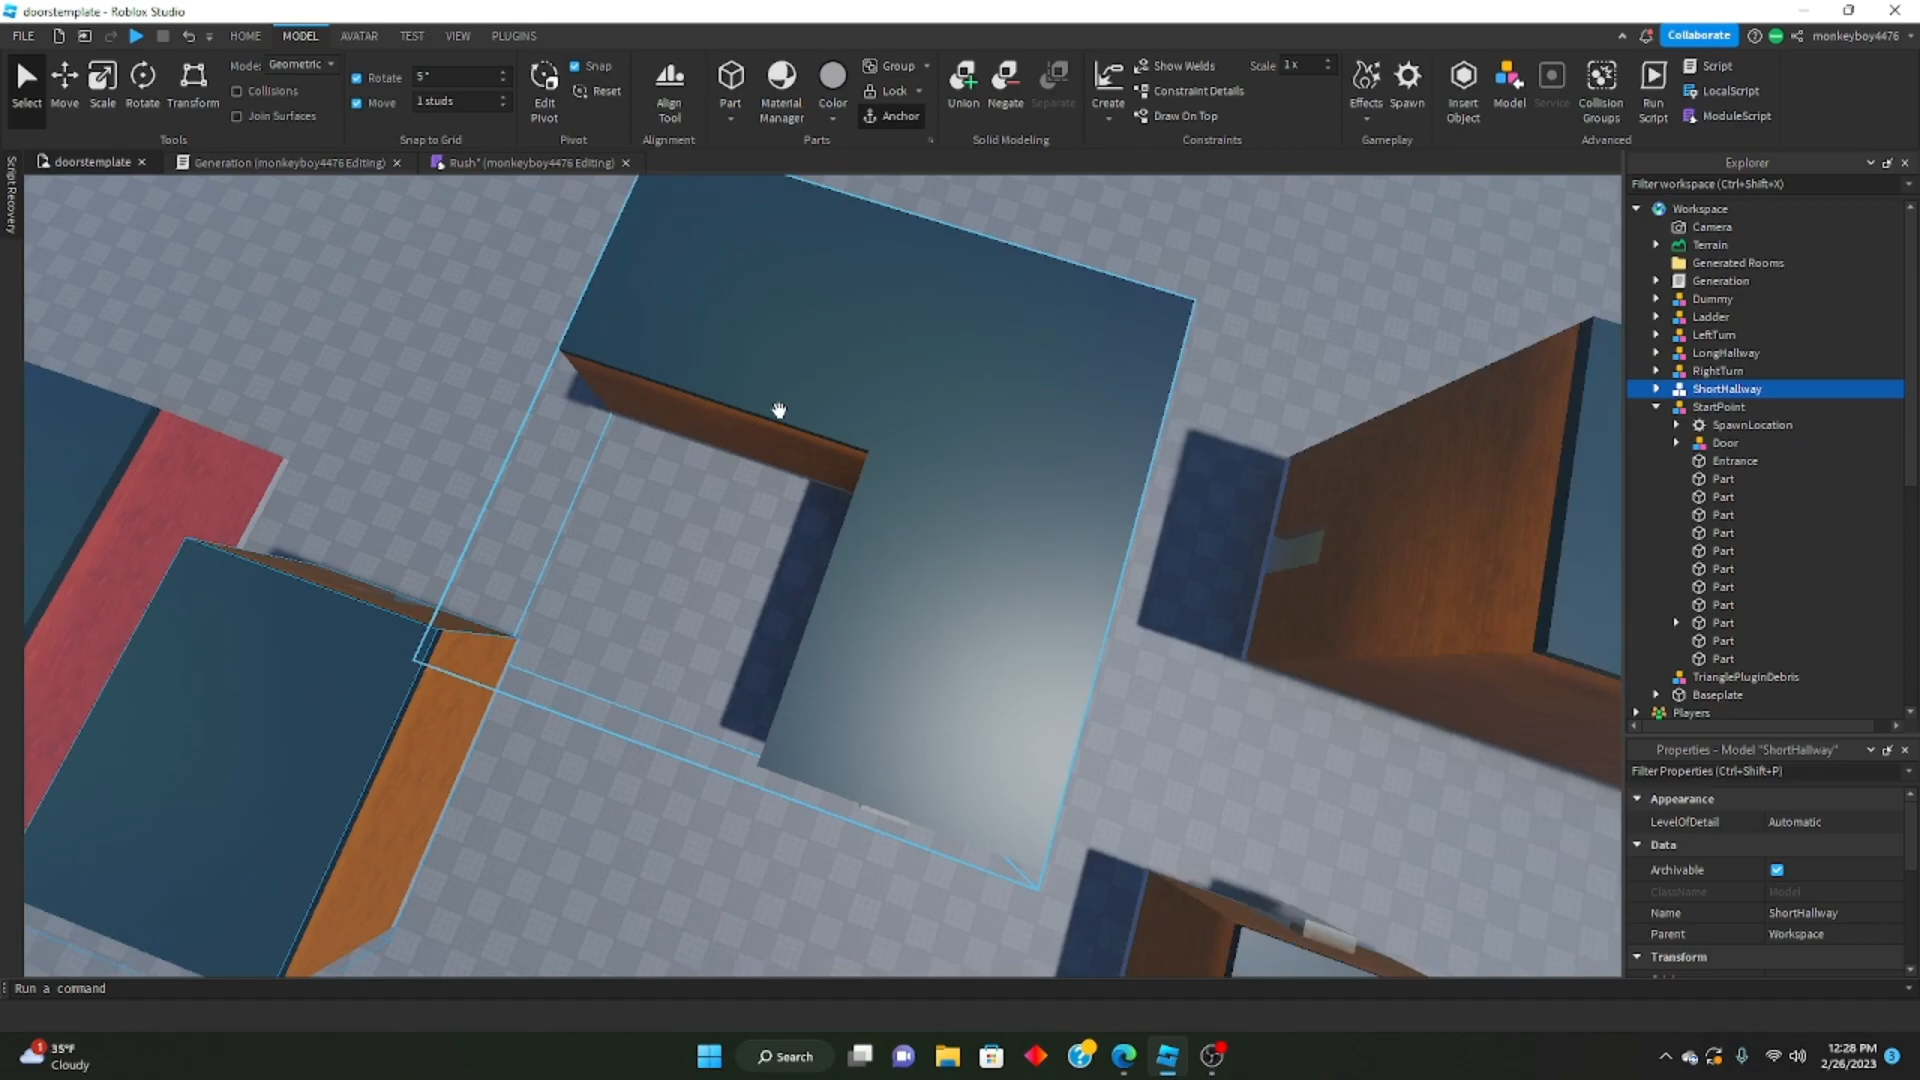 doorstemplate - Roblox Studio
FILE HOME MODEL AVATAR TEST VIEW PLUGINS Collaborate monkeyboy4476
Select Move Scale Rotate Transform
Mode: Geometric
Collisions
Join Surfaces
Tools
Rotate 5°
Move 1 studs
Snap to Grid
Edit Pivot
Snap
Reset
Pivot
Align Tool
Alignment
Part Material Manager Color
Group
Lock
Anchor
Parts
Union Negate Separate
Solid Modeling
Create
Show Welds Scale 1 x
Constraint Details
Draw On Top
Constraints
Effects Spawn
Gameplay
Insert Object Model Service Collision Groups Run Script
Script
LocalScript
ModuleScript
Advanced
doorstemplate Generation (monkeyboy4476 Editing) Rush* (monkeyboy4476 Editing)
Script Recovery
Explorer
Filter workspace (Ctrl+Shift+X)
Workspace
Camera
Terrain
Generated Rooms
Generation
Dummy
Ladder
LeftTurn
LongHallway
RightTurn
ShortHallway
StartPoint
SpawnLocation
Door
Entrance
Part
Part
Part
Part
Part
Part
Part
Part
Part
Part
Part
TrianglePluginDebris
Baseplate
Players
Properties - Model "ShortHallway"
Filter Properties (Ctrl+Shift+P)
Appearance
LevelOfDetail Automatic
Data
Archivable
ClassName Model
Name ShortHallway
Parent Workspace
Transform
Run a command
1
35°F
Cloudy
Search
12:28 PM
2/26/2023
3